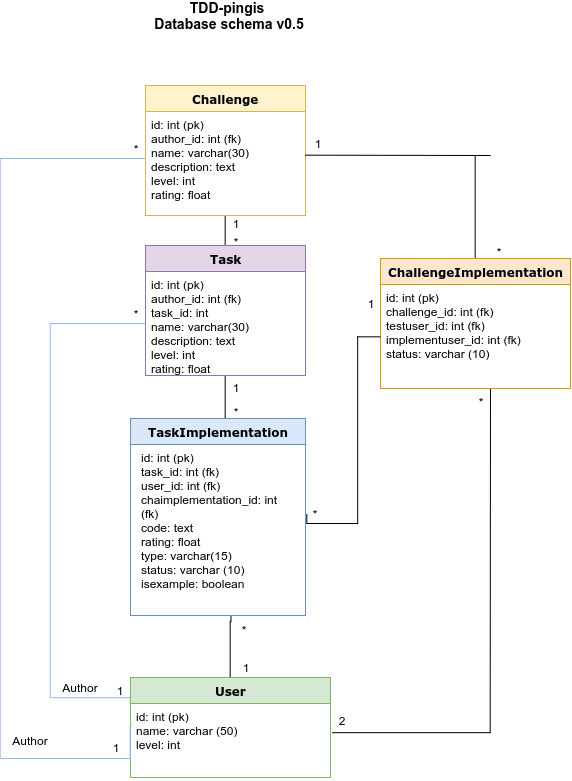 TDD-pingis
Database schema v0.5
Challenge
id: int (pk)
author_id: int (fk)
name: varchar(30)
description: text
level: int
rating: float
*
1
1
*
Task
id: int (pk)
author_id: int (fk)
task_id: int
name: varchar(30)
description: text
level: int
rating: float
*
1
*
*
ChallengeImplementation
id: int (pk)
challenge_id: int (fk)
testuser_id: int (fk)
implementuser_id: int (fk)
status: varchar (10)
1
*
TaskImplementation
id: int (pk)
task_id: int (fk)
user_id: int (fk)
chaimplementation_id: int
(fk)
code: text
rating: float
type: varchar(15)
status: varchar (10)
isexample: boolean
*
*
1
User
id: int (pk)
name: varchar (50)
level: int
Author
1
Author
1
2